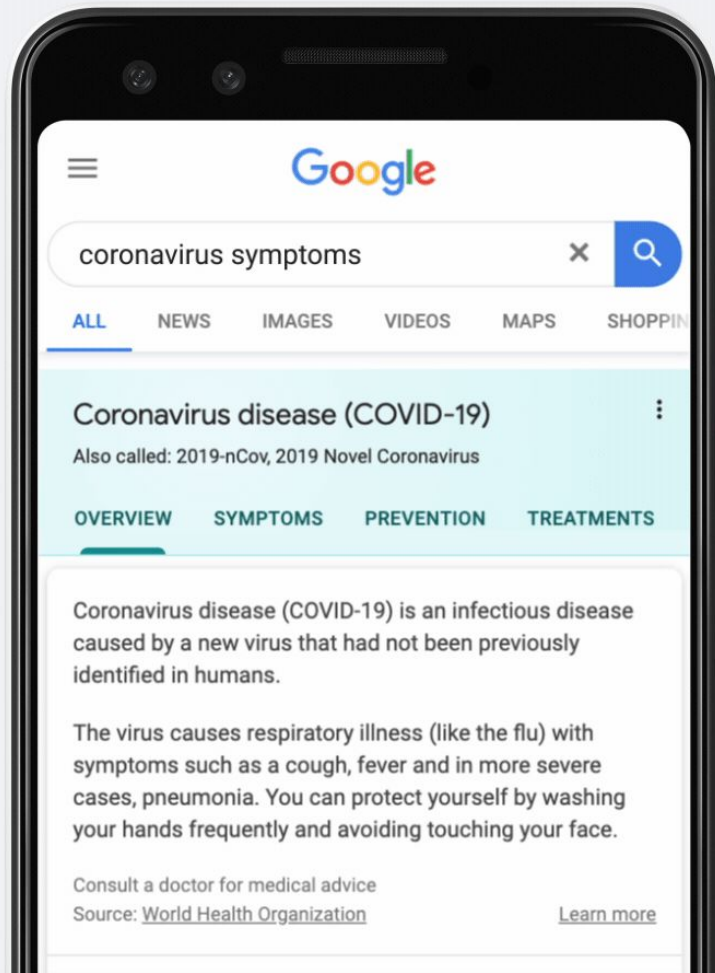 Google
coronavirus symptoms
ALL NEWS IMAGES VIDEOS MAPS SHOPPIN
Coronavirus disease (COVID-19)
Also called: 2019-nCov, 2019 Novel Coronavirus
OVERVIEW SYMPTOMS PREVENTION TREATMENTS
Coronavirus disease (COVID-19) is an infectious disease
caused by a new virus that had not been previously
identified in humans.
The virus causes respiratory illness (like the flu) with
symptoms such as a cough, fever and in more severe
cases, pneumonia. You can protect yourself by washing
your hands frequently and avoiding touching your face.
Consult a doctor for medical advice
Source: World Health Organization Learn more